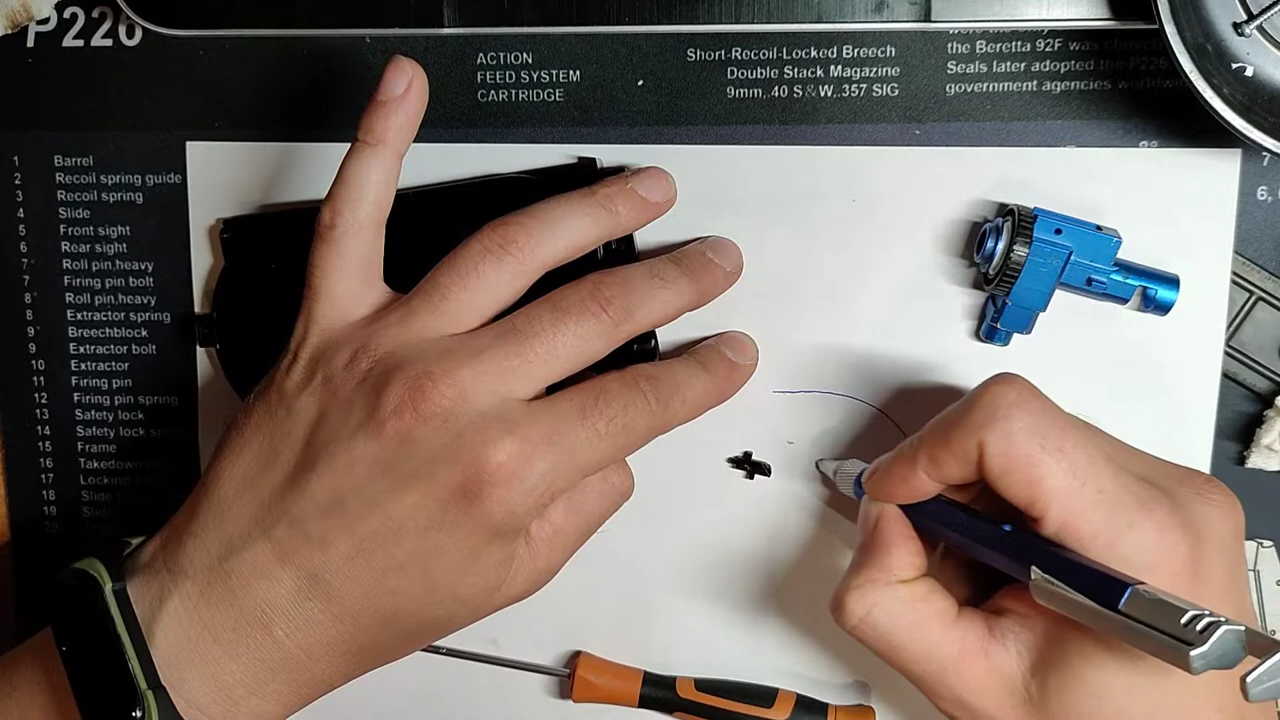 P226
ACTION
FEED SYSTEM
CARTRIDGE
Short-Recoil-Locked Breech
Double Stack Magazine
9mm,.40 S&W,.357 SIG
the Beretta 92F was
Seals later adopted the P226
government agencies
1 Barrel
2 Recoil spring guide
3 Recoil spring
4 Slide
5 Front sight
6 Rear sight
7* Roll pin,heavy
7 Firing pin bolt
8* Roll pin,heavy
8 Extractor spring
9* Breechblock
9 Extractor bolt
10 Extractor
11 Firing pin
12 Firing pin spring
13 Safety lock
14 Safety lock
15 Frame
16 Takedown
17 Locking
18 Slide
19
7
6,